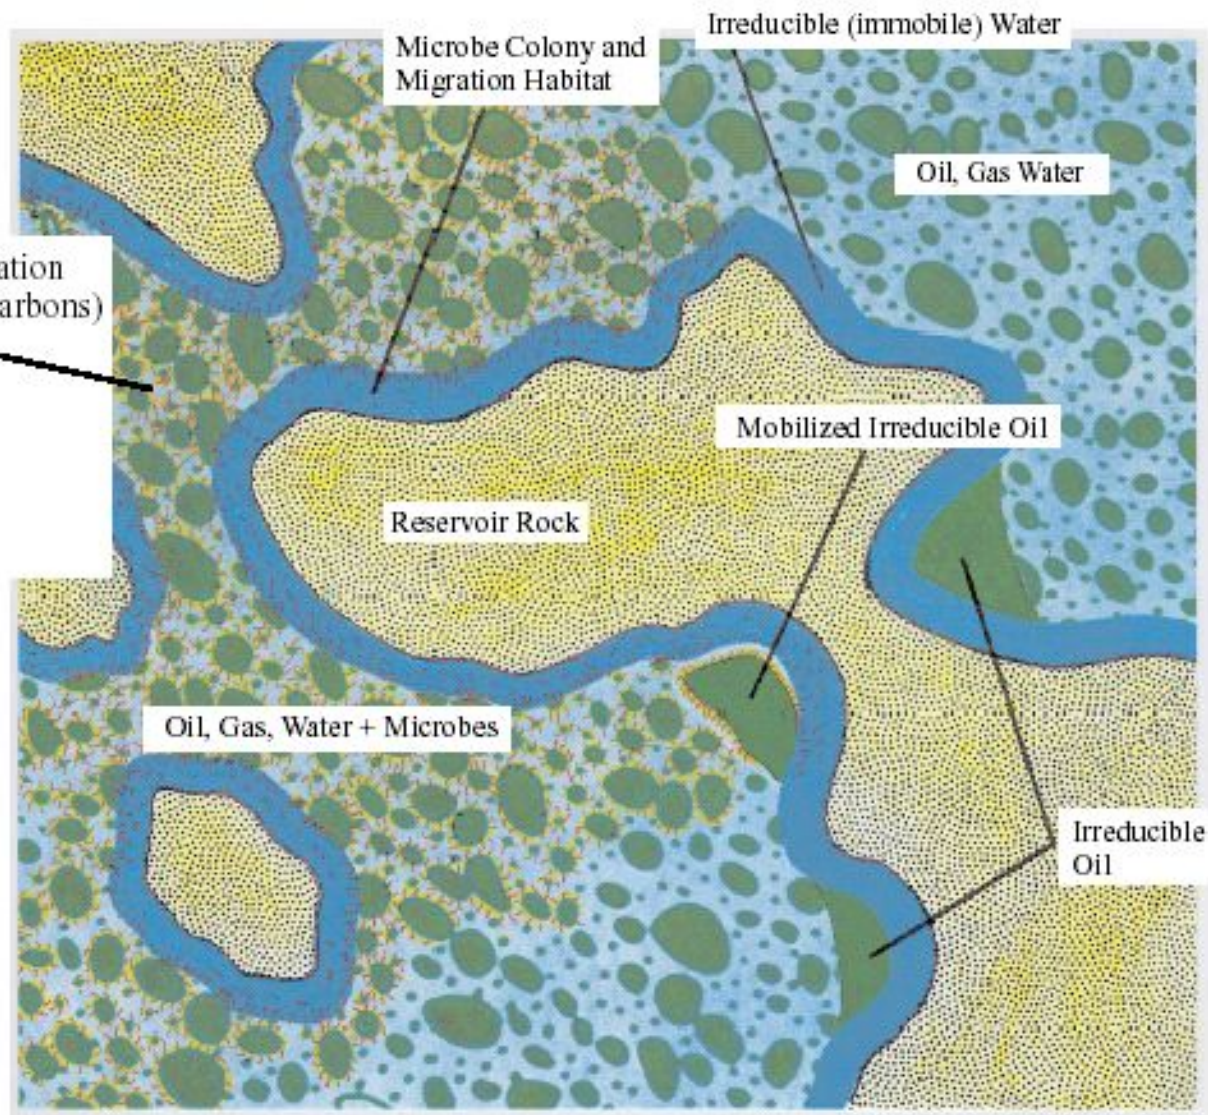 Irreducible (immobile) Water
Microbe Colony and
Migration Habitat
Oil, Gas Water
ation
arbons)
Mobilized Irreducible Oil
Reservoir Rock
Oil, Gas, Water + Microbes
Irreducible
Oil